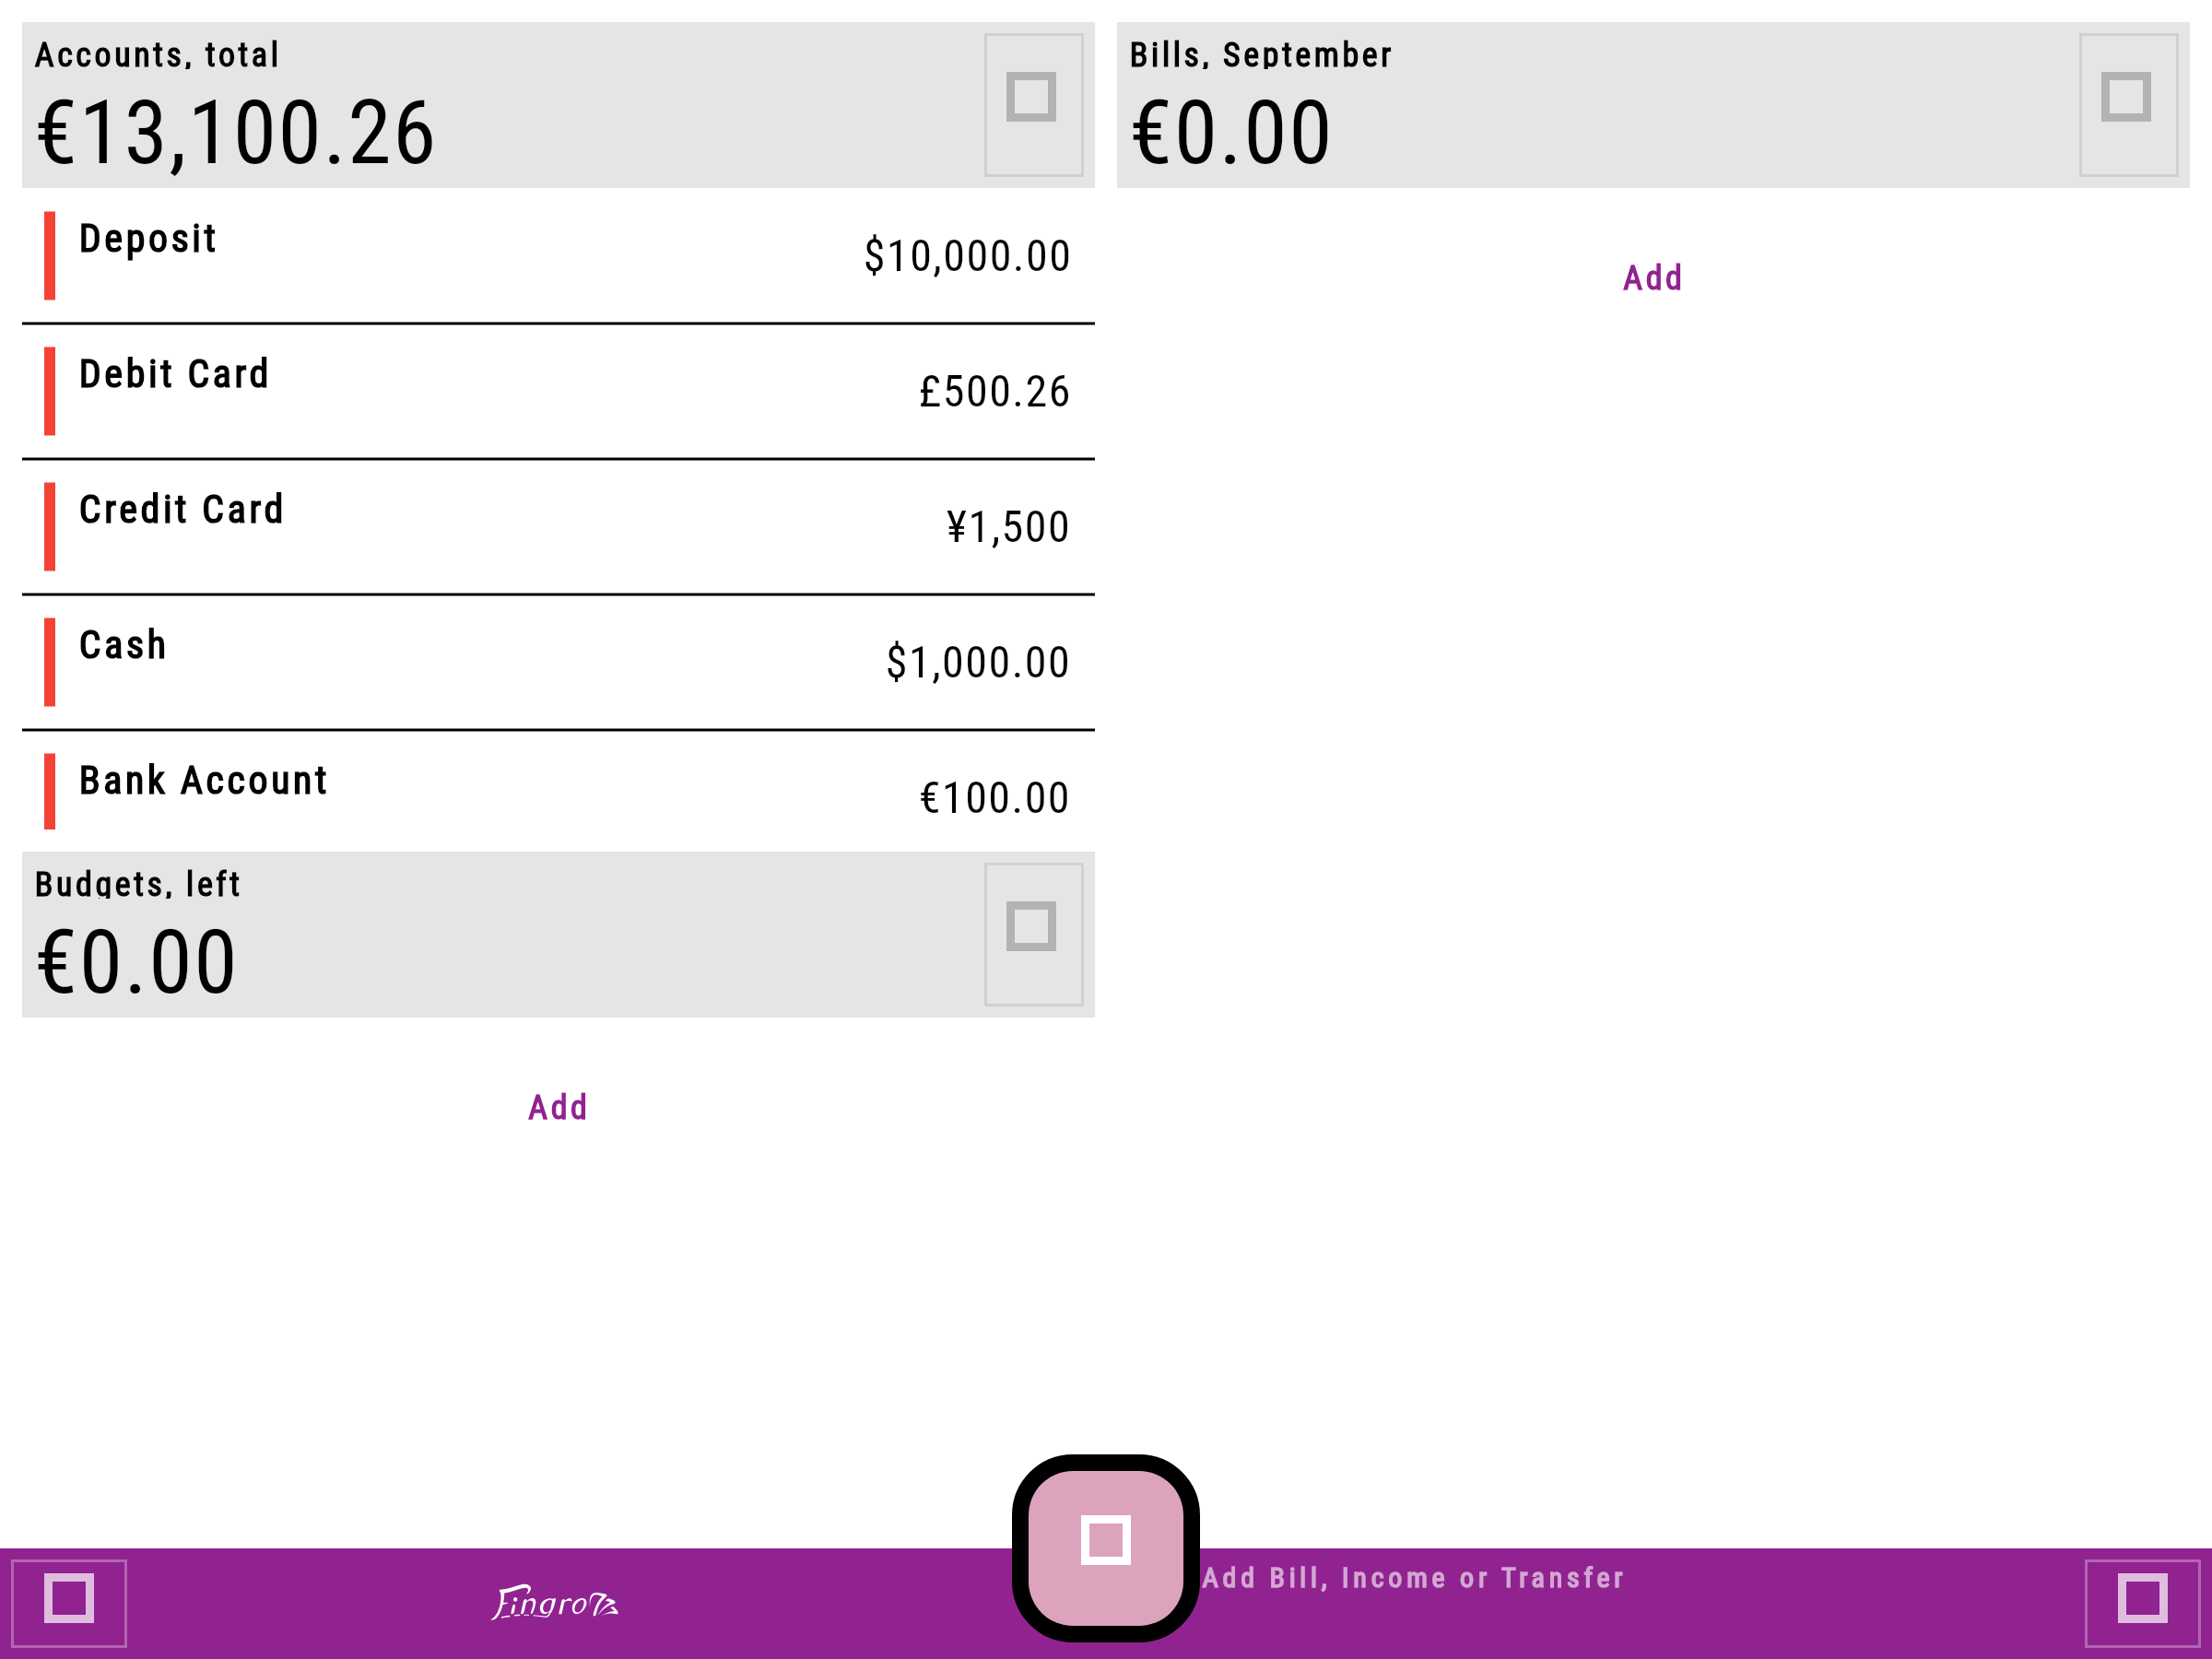 Accounts, total
€13,100.26
Deposit
$10,000.00
Debit Card
£500.26
Credit Card
¥1,500
Cash
$1,000.00
Bank Account
€100.00
Budgets, left
€0.00
Add
Bills, September
€0.00
Add
Add Bill, Income or Transfer